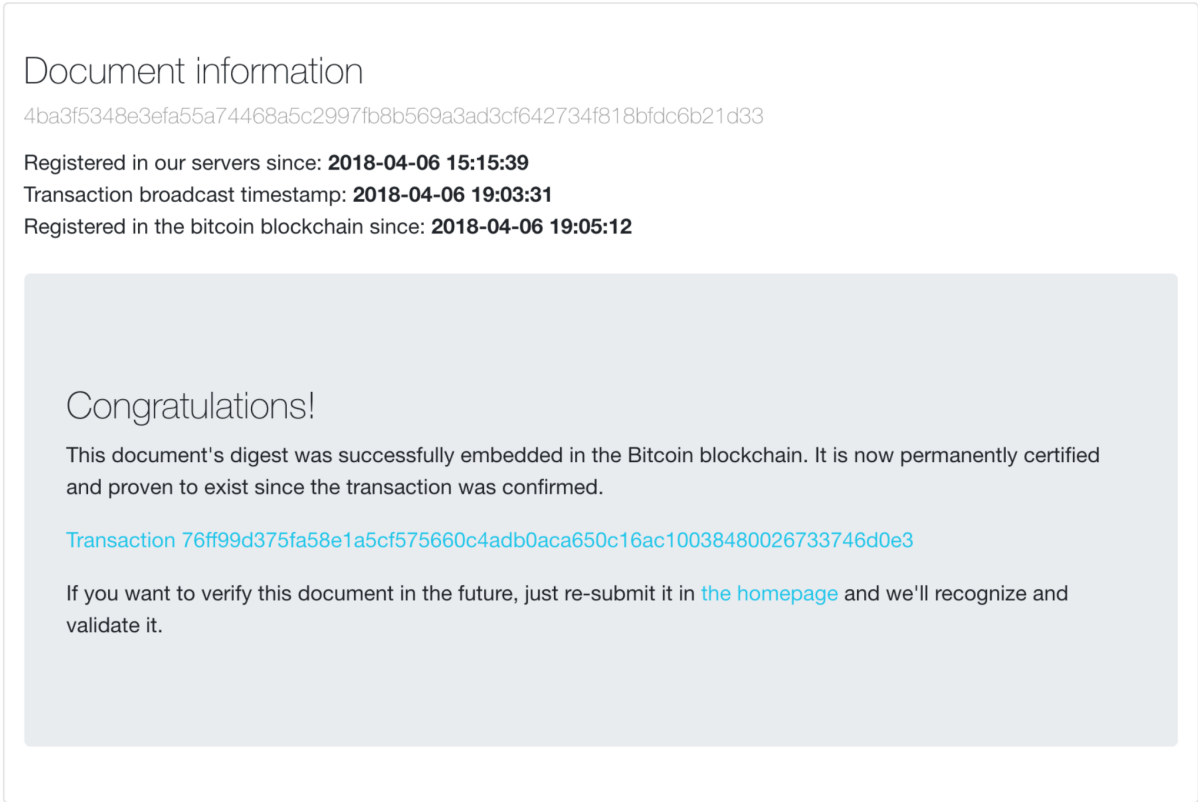 Document information
4ba3f5348e3efa55a74468a5c2997fb8b569a3ad3cf642734f818bfdc6b21d33
Registered in our servers since: 2018-04-06 15:15:39
Transaction broadcast timestamp: 2018-04-06 19:03:31
Registered in the bitcoin blockchain since: 2018-04-06 19:05:12
Congratulations!
This document's digest was successfully embedded in the Bitcoin blockchain. It is now permanently certified
and proven to exist since the transaction was confirmed.
Transaction 76ff99d375fa58e1a5cf575660c4adb0aca650c16ac10038480026733746d0e3
If you want to verify this document in the future, just re-submit it in the homepage and we'll recognize and
validate it.